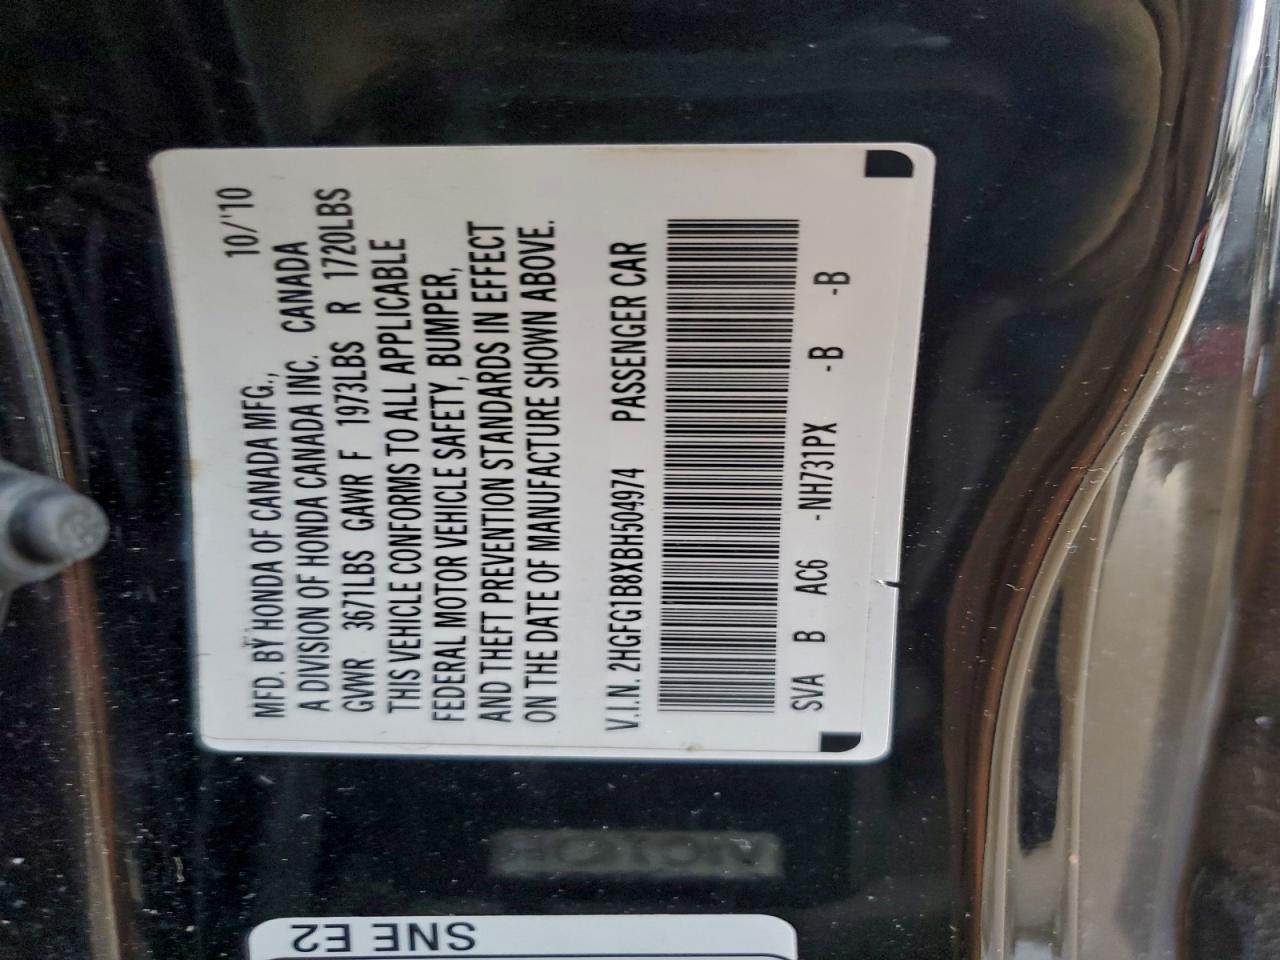 MFD. BY HONDA OF CANADA MFG., 10/'10
A DIVISION OF HONDA CANADA INC. CANADA
GVWR 3671LBS GAWR F 1973LBS R 1720LBS
THIS VEHICLE CONFORMS TO ALL APPLICABLE
FEDERAL MOTOR VEHICLE SAFETY, BUMPER,
AND THEFT PREVENTION STANDARDS IN EFFECT
ON THE DATE OF MANUFACTURE SHOWN ABOVE.
V.I.N. 2HGFG1B8XBH504974 PASSENGER CAR
SVA B AC6 -NH731PX -B -B
SNE E2